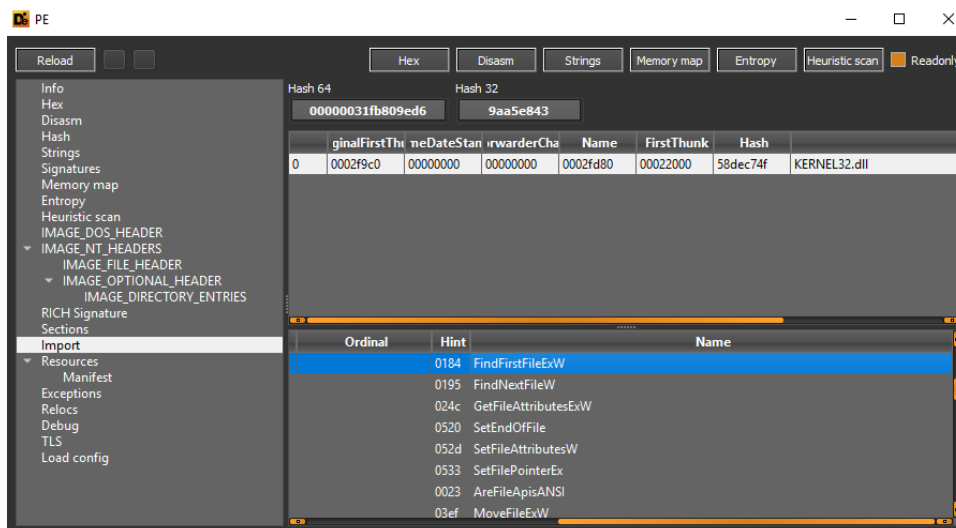 De PE
Reload Hex Disasm Strings Memory map Entropy Heuristic scan Readonly
Info
Hex
Disasm
Hash
Strings
Signatures
Memory map
Entropy
Heuristic scan
IMAGE_DOS_HEADER
IMAGE_NT_HEADERS
IMAGE_FILE_HEADER
IMAGE_OPTIONAL_HEADER
IMAGE_DIRECTORY_ENTRIES
RICH Signature
Sections
Import
Resources
Manifest
Exceptions
Relocs
Debug
TLS
Load config
Hash 64 Hash 32
00000031fb809ed6 9aa5e843
ginalFirstThu neDateStan rwarderCha Name FirstThunk Hash
0 0002f9c0 00000000 00000000 0002fd80 00022000 58dec74f KERNEL32.dll
Ordinal Hint Name
0184 FindFirstFileExW
0195 FindNextFileW
024c GetFileAttributesExW
0520 SetEndOfFile
052d SetFileAttributesW
0533 SetFilePointerEx
0023 AreFileApisANSI
03ef MoveFileExW